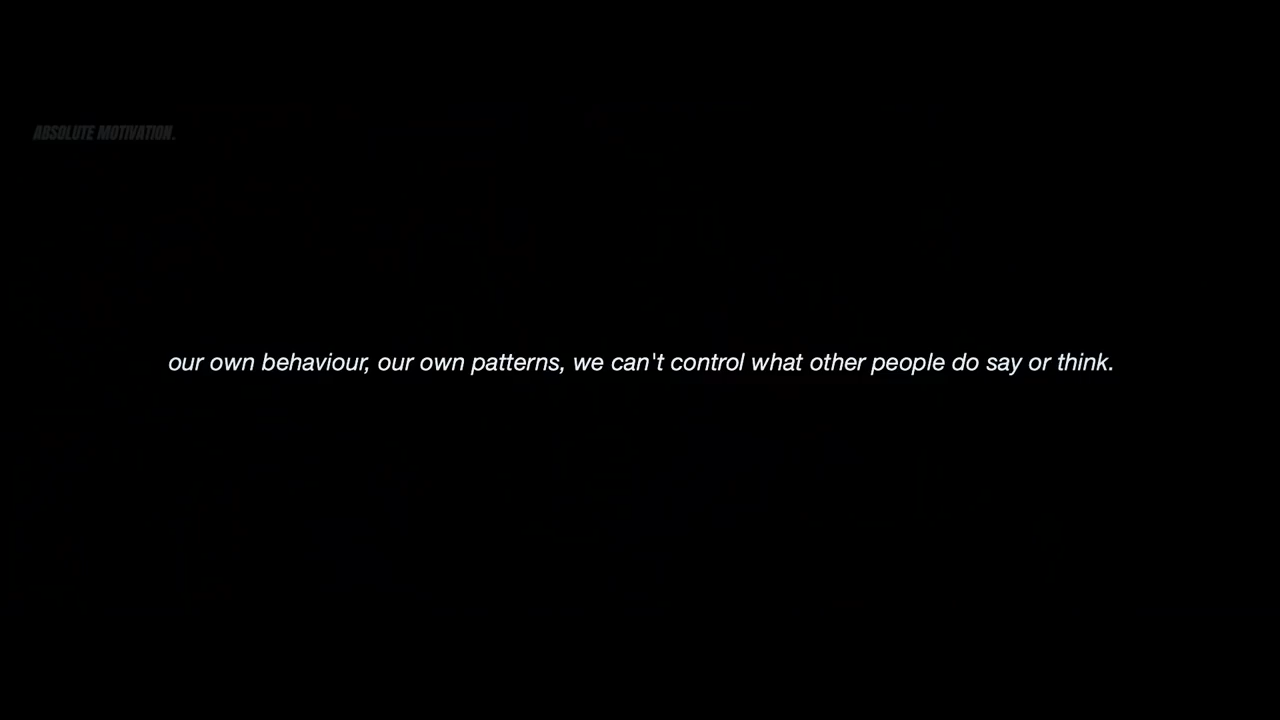 ABSOLUTE MOTIVATION.
our own behaviour, our own patterns, we can't control what other people do say or think.